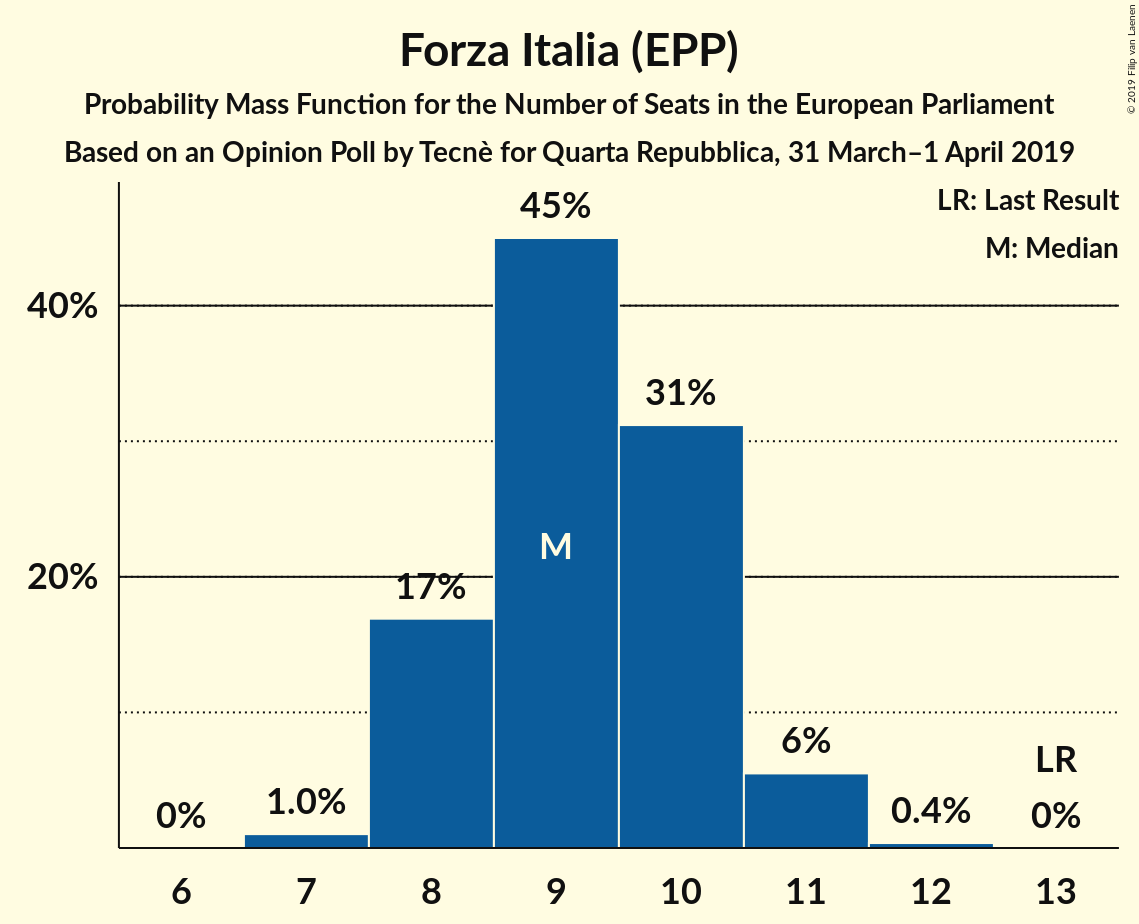 Forza Italia (EPP)
Probability Mass Function for the Number of Seats in the European Parliament
Based on an Opinion Poll by Tecnè for Quarta Repubblica, 31 March–1 April 2019
© 2019 Filip van Laenen
LR: Last Result
M: Median
45%
40%
31%
M
20%
17%
6%
LR
0%
1.0%
0.4%
0%
6 7 8 9 10 11 12 13